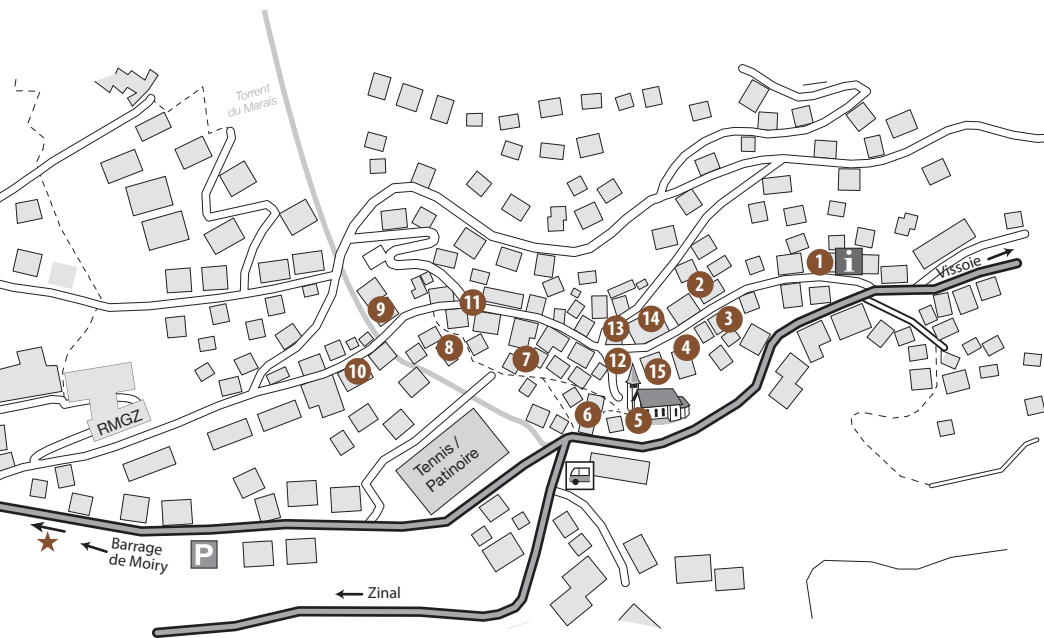 Torrent
du Marais
1
i
Vissoie
2
14
3
13
4
12
15
11
9
8
7
10
6
5
RMGZ
Tennis /
Patinoire
Barrage
de Moiry
P
Zinal